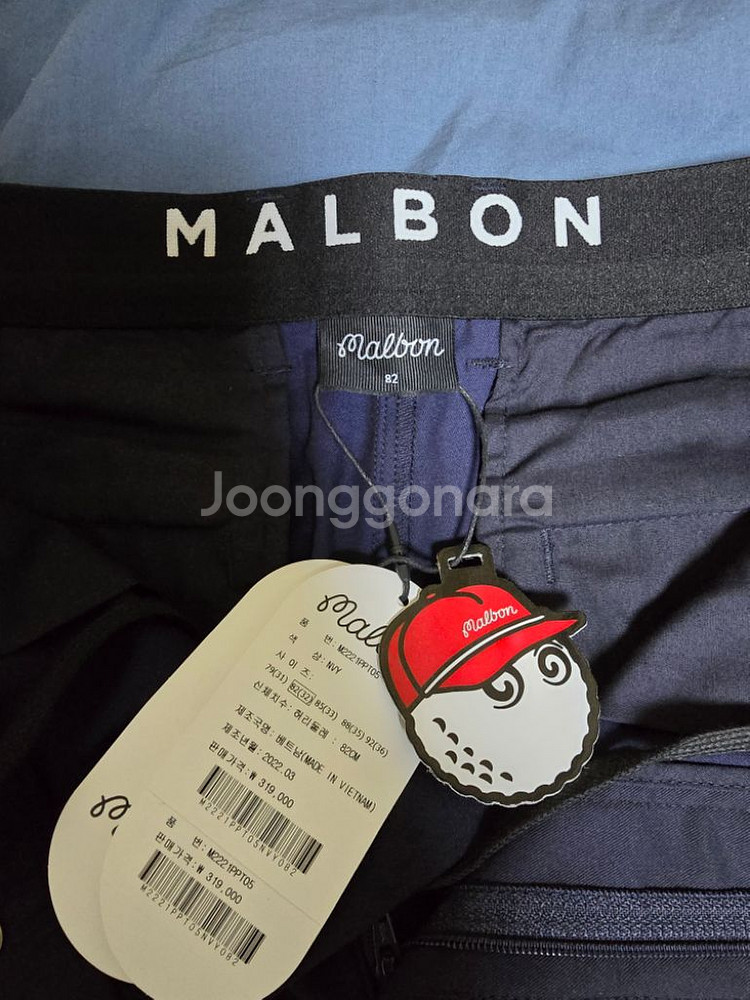 MALBON
malbon
82
Joonggonara
malbon
품 번: M2221PPT05
색 상: NVY
사 이 즈:
79(31) 82(32) 85(33) 88(35) 92(36)
신체치수: 허리둘레 : 82CM
제조국명: 베트남(MADE IN VIETNAM)
제조년월: 2022.03
판매가격: ₩ 319,000
M2221PPT05NVY082
품 번: M2221PPT05
판매가격: ₩ 319,000
M2221PPT05NVY082